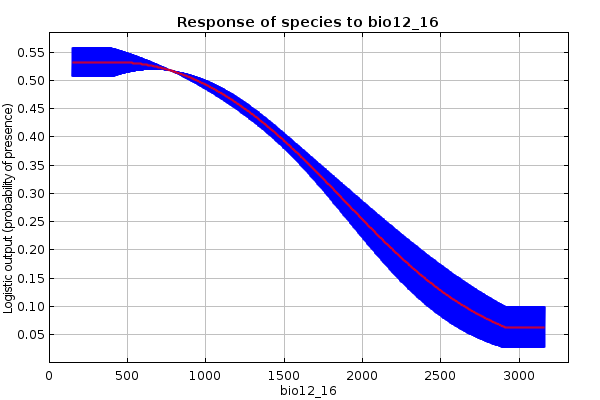 Response of species to bio12_16
Logistic output (probability of presence)
0.55
0.50
0.45
0.40
0.35
0.30
0.25
0.20
0.15
0.10
0.05
0 500 1000 1500 2000 2500 3000
bio12_16